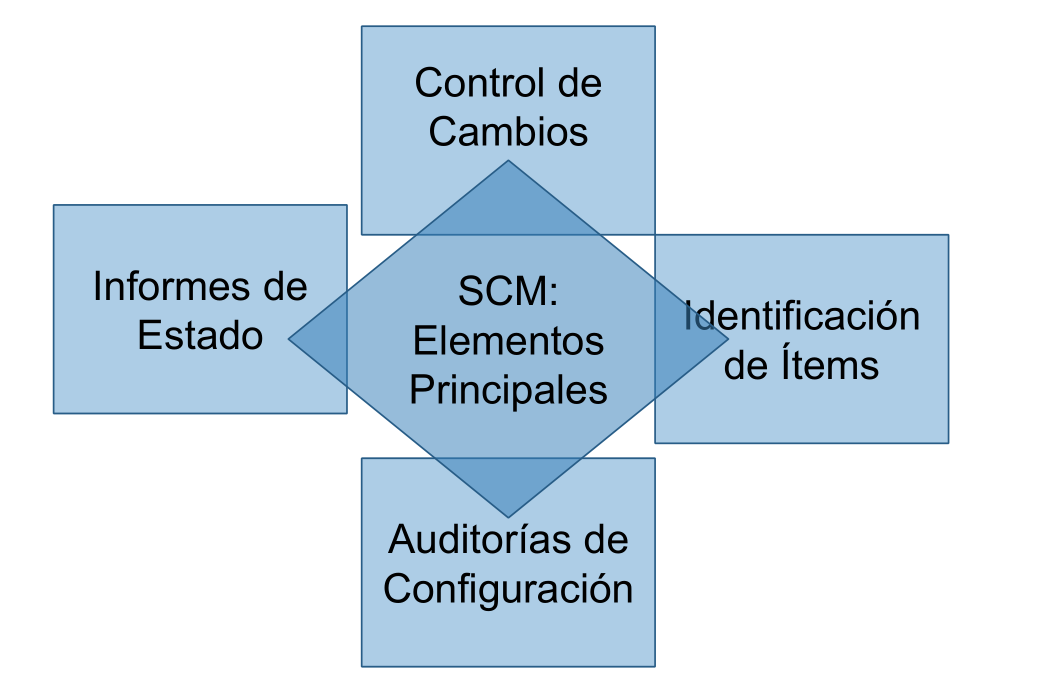 Control de
Cambios
Informes de
Estado
SCM:
Elementos
Principales
Identificación
de Ítems
Auditorías de
Configuración